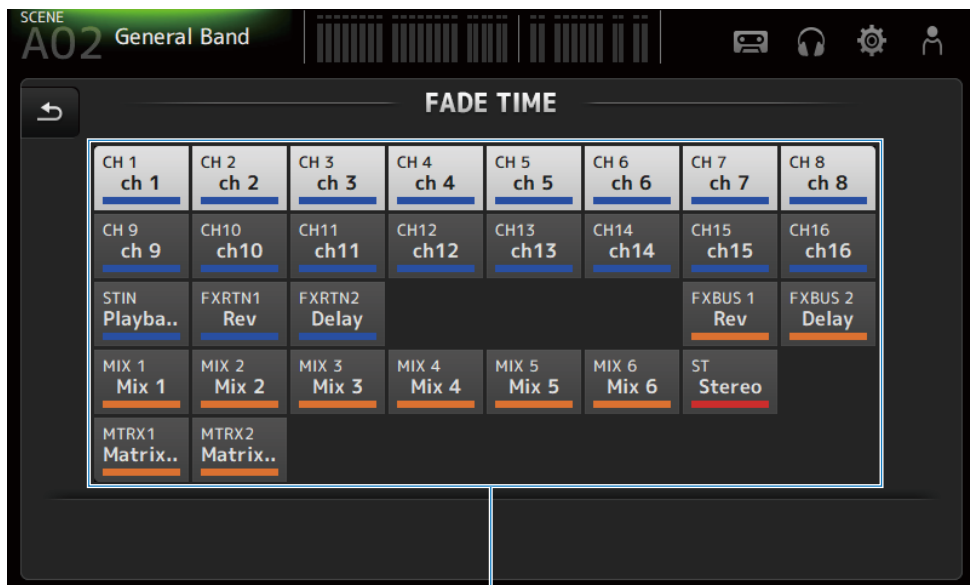 SCENE
A02 General Band
FADE TIME
CH 1 CH 2 CH 3 CH 4 CH 5 CH 6 CH 7 CH 8
ch 1 ch 2 ch 3 ch 4 ch 5 ch 6 ch 7 ch 8
CH 9 CH10 CH11 CH12 CH13 CH14 CH15 CH16
ch 9 ch10 ch11 ch12 ch13 ch14 ch15 ch16
STIN FXRTN1 FXRTN2 FXBUS 1 FXBUS 2
Playba.. Rev Delay Rev Delay
MIX 1 MIX 2 MIX 3 MIX 4 MIX 5 MIX 6 ST
Mix 1 Mix 2 Mix 3 Mix 4 Mix 5 Mix 6 Stereo
MTRX1 MTRX2
Matrix.. Matrix..